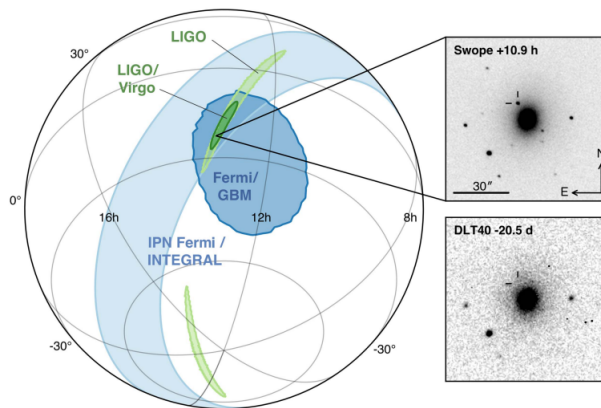 30°
LIGO
LIGO/
Virgo
Fermi/
GBM
0°
16h
12h
8h
IPN Fermi /
INTEGRAL
-30°
-30°
Swope +10.9 h
30"
N
E
DLT40 -20.5 d